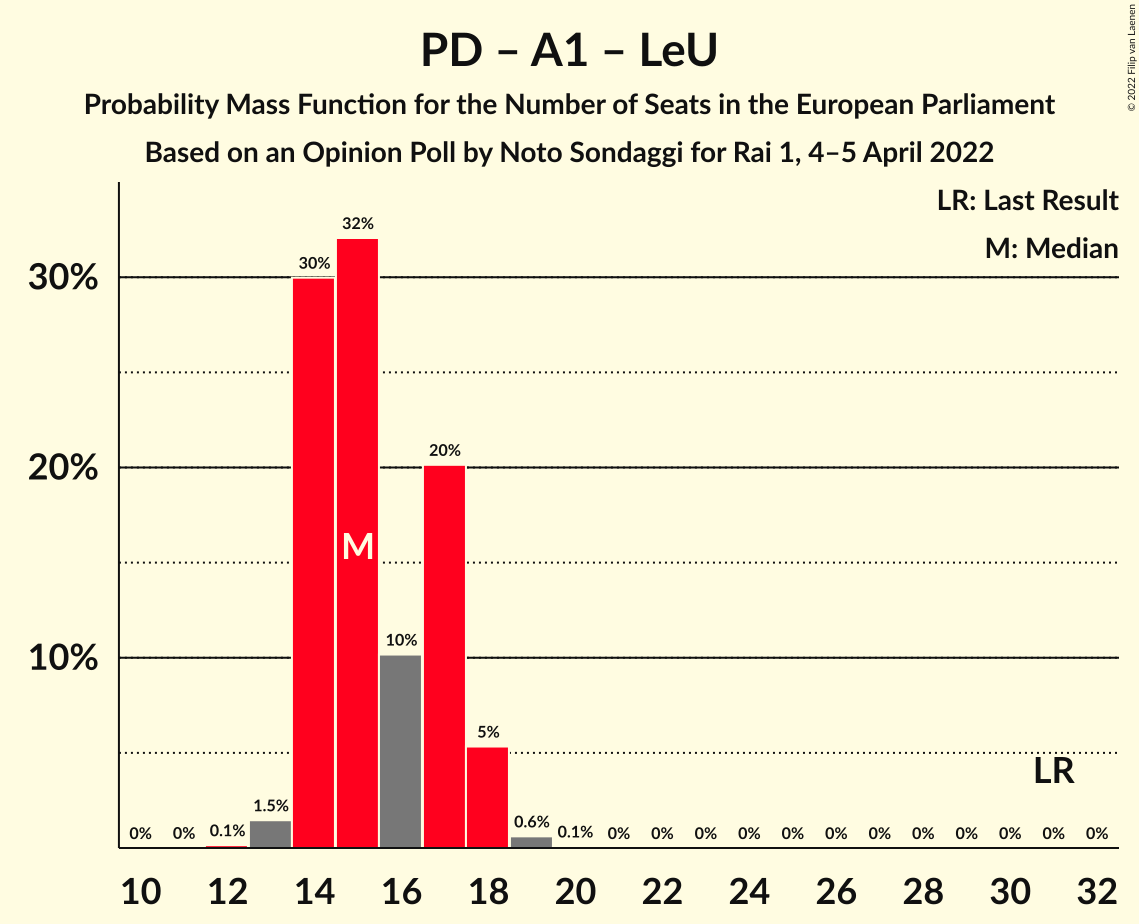 PD – A1 – LeU
Probability Mass Function for the Number of Seats in the European Parliament
Based on an Opinion Poll by Noto Sondaggi for Rai 1, 4–5 April 2022
© 2022 Filip van Laenen
LR: Last Result
M: Median
30%
20%
10%
0% 0% 0.1% 1.5% 30% 32% 10% 20% 5% 0.6% 0.1% 0% 0% 0% 0% 0% 0% 0% 0% 0% 0% 0% 0%
M
LR
10 12 14 16 18 20 22 24 26 28 30 32